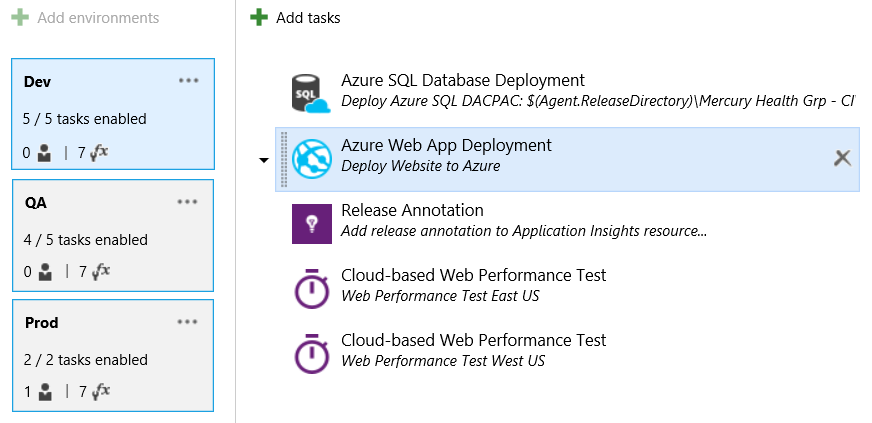 Add environments
Dev
5 / 5 tasks enabled
0 | 7 fx
QA
4 / 5 tasks enabled
0 | 7 fx
Prod
2 / 2 tasks enabled
1 | 7 fx
Add tasks
SQL
Azure SQL Database Deployment
Deploy Azure SQL DACPAC: $(Agent.ReleaseDirectory)\Mercury Health Grp - CI
Azure Web App Deployment
Deploy Website to Azure
Release Annotation
Add release annotation to Application Insights resource...
Cloud-based Web Performance Test
Web Performance Test East US
Cloud-based Web Performance Test
Web Performance Test West US